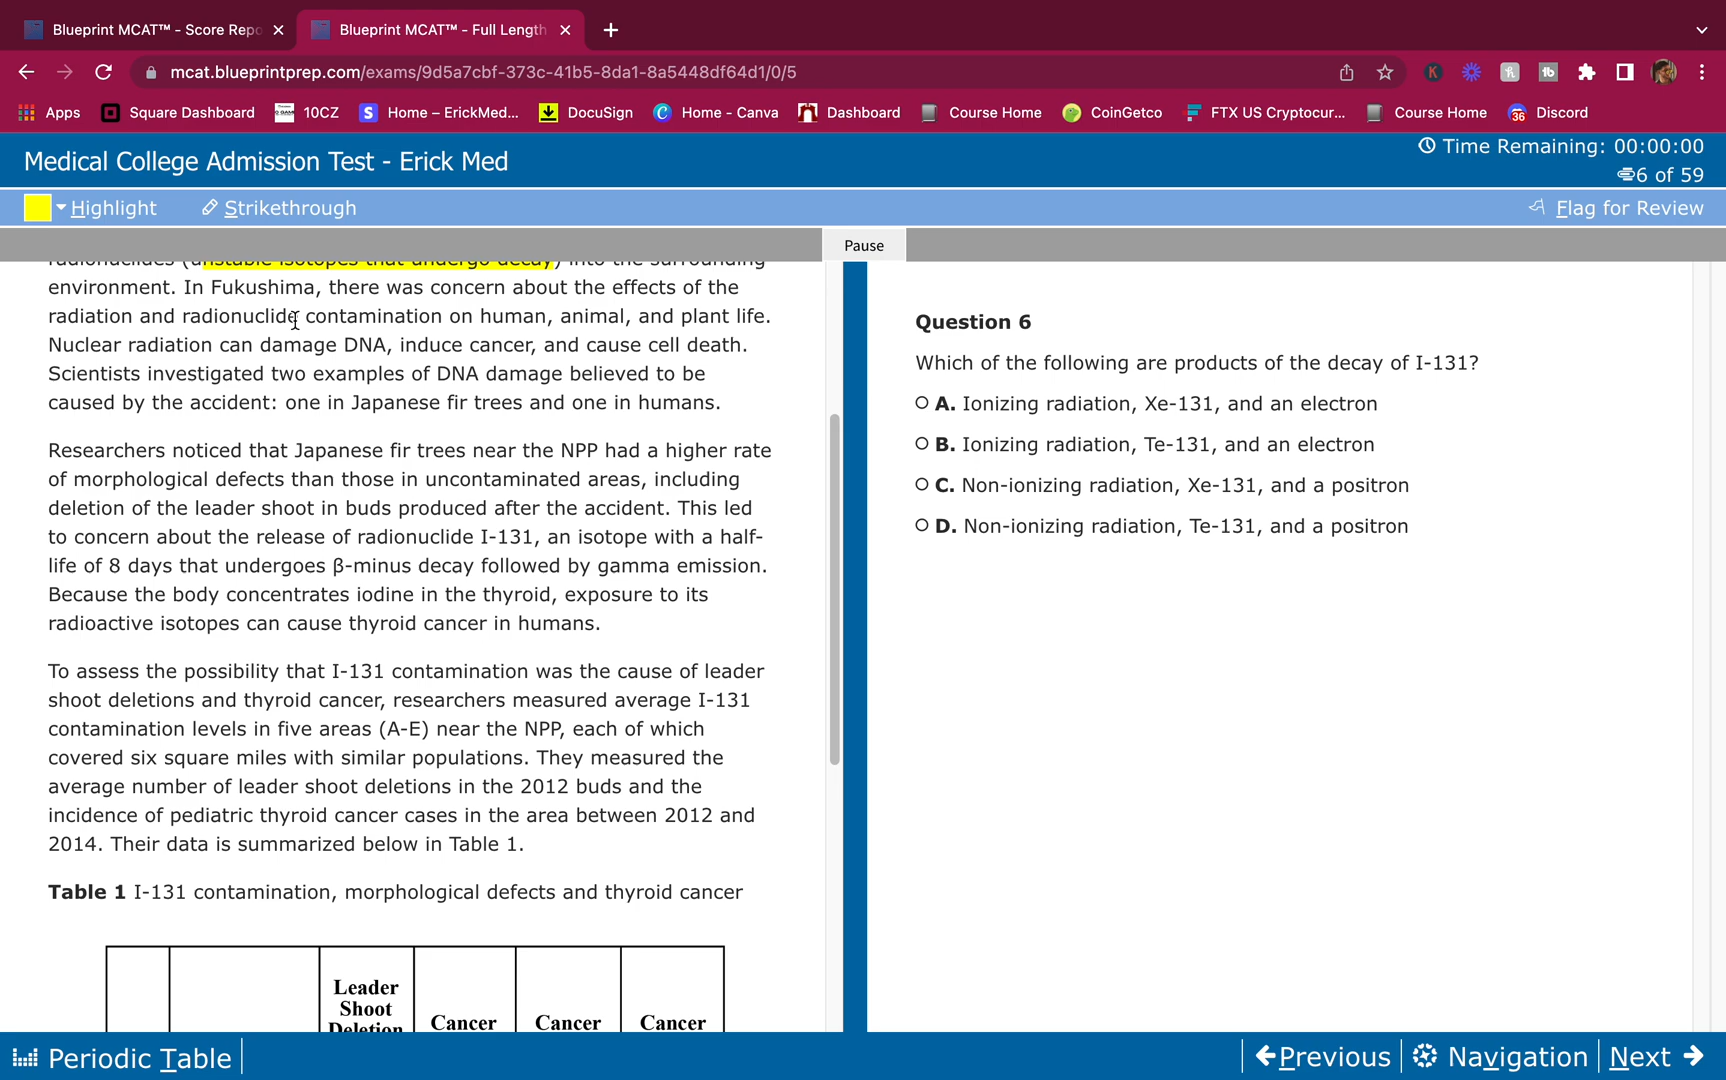 Blueprint MCAT™ - Score Repo
Blueprint MCAT™ - Full Length
mcat.blueprintprep.com/exams/9d5a7cbf-373c-41b5-8da1-8a5448df64d1/0/5
Apps
Square Dashboard
10CZ
Home – ErickMed...
DocuSign
Home - Canva
Dashboard
Course Home
CoinGetco
FTX US Cryptocur...
Course Home
36
Discord
Medical College Admission Test - Erick Med
Time Remaining: 00:00:00
6 of 59
Highlight
Strikethrough
Flag for Review
Pause
radionuclides (unstable isotopes that undergo decay) into the surrounding
environment. In Fukushima, there was concern about the effects of the
radiation and radionuclide contamination on human, animal, and plant life.
Nuclear radiation can damage DNA, induce cancer, and cause cell death.
Scientists investigated two examples of DNA damage believed to be
caused by the accident: one in Japanese fir trees and one in humans.
Researchers noticed that Japanese fir trees near the NPP had a higher rate
of morphological defects than those in uncontaminated areas, including
deletion of the leader shoot in buds produced after the accident. This led
to concern about the release of radionuclide I-131, an isotope with a half-
life of 8 days that undergoes β-minus decay followed by gamma emission.
Because the body concentrates iodine in the thyroid, exposure to its
radioactive isotopes can cause thyroid cancer in humans.
To assess the possibility that I-131 contamination was the cause of leader
shoot deletions and thyroid cancer, researchers measured average I-131
contamination levels in five areas (A-E) near the NPP, each of which
covered six square miles with similar populations. They measured the
average number of leader shoot deletions in the 2012 buds and the
incidence of pediatric thyroid cancer cases in the area between 2012 and
2014. Their data is summarized below in Table 1.
Table 1 I-131 contamination, morphological defects and thyroid cancer
Leader
Shoot
Deletion
Cancer
Cancer
Cancer
Question 6
Which of the following are products of the decay of I-131?
A. Ionizing radiation, Xe-131, and an electron
B. Ionizing radiation, Te-131, and an electron
C. Non-ionizing radiation, Xe-131, and a positron
D. Non-ionizing radiation, Te-131, and a positron
Periodic Table
Previous
Navigation
Next